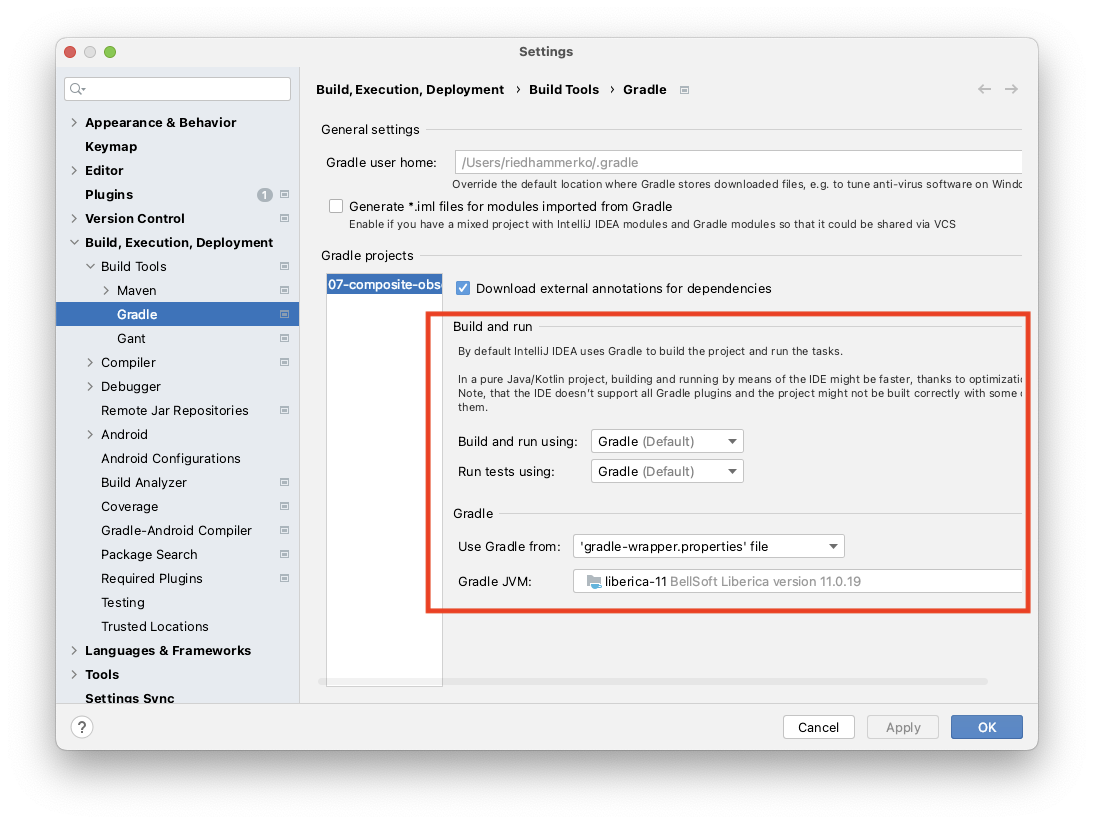 Settings
Appearance & Behavior
Keymap
Editor
Plugins 1
Version Control
Build, Execution, Deployment
Build Tools
Maven
Gradle
Gant
Compiler
Debugger
Remote Jar Repositories
Android
Android Configurations
Build Analyzer
Coverage
Gradle-Android Compiler
Package Search
Required Plugins
Testing
Trusted Locations
Languages & Frameworks
Tools
Settings Sync
Build, Execution, Deployment › Build Tools › Gradle
General settings
Gradle user home: /Users/riedhammerko/.gradle
Override the default location where Gradle stores downloaded files, e.g. to tune anti-virus software on Windo
Generate *.iml files for modules imported from Gradle
Enable if you have a mixed project with IntelliJ IDEA modules and Gradle modules so that it could be shared via VCS
Gradle projects
07-composite-obse
Download external annotations for dependencies
Build and run
By default IntelliJ IDEA uses Gradle to build the project and run the tasks.
In a pure Java/Kotlin project, building and running by means of the IDE might be faster, thanks to optimizatio
Note, that the IDE doesn't support all Gradle plugins and the project might not be built correctly with some
them.
Build and run using: Gradle (Default)
Run tests using: Gradle (Default)
Gradle
Use Gradle from: 'gradle-wrapper.properties' file
Gradle JVM: liberica-11 BellSoft Liberica version 11.0.19
? Cancel Apply OK